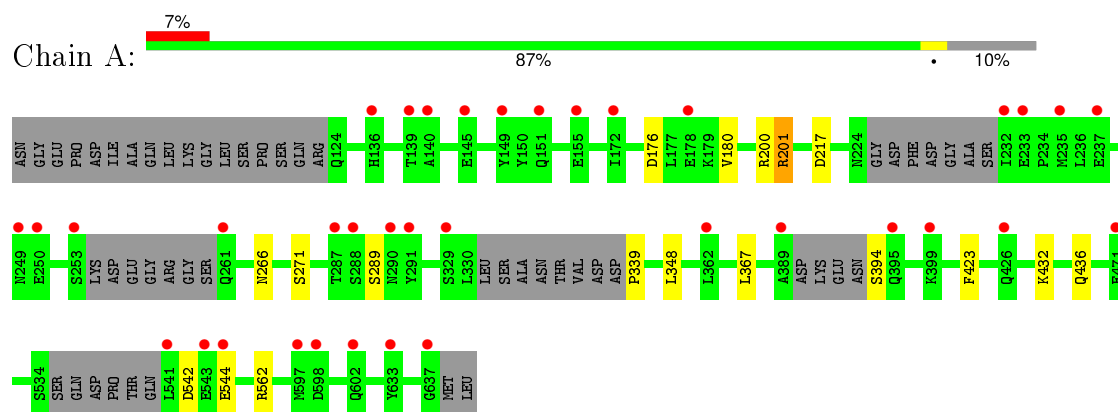 7%
Chain A:
87% • 10%
ASN GLY GLU PRO ASP ILE ALA GLN LEU LYS GLY LEU SER PRO SER GLN ARG Q124 H136 T139 A140 E145 Y149 Y150 Q151 E155 I172 D176 L177 E178 K179 V180 R200 R201 D217 N224 GLY ASP PHE ASP GLY ALA SER I232 E233 P234 M235 L236 E237
N249 E250 S253 LYS ASP GLU GLY ARG GLY SER Q261 N266 S271 T287 S288 S289 N290 Y291 S329 L330 LEU SER ALA ASN THR VAL ASP ASP P339 L348 L362 L367 A389 ASP LYS GLU ASN S394 Q395 K399 F423 Q426 K432 Q436
S534 SER GLN ASP PRO THR GLN L541 D542 E543 E544 R562 M597 D598 Q602 Y633 G637 MET LEU